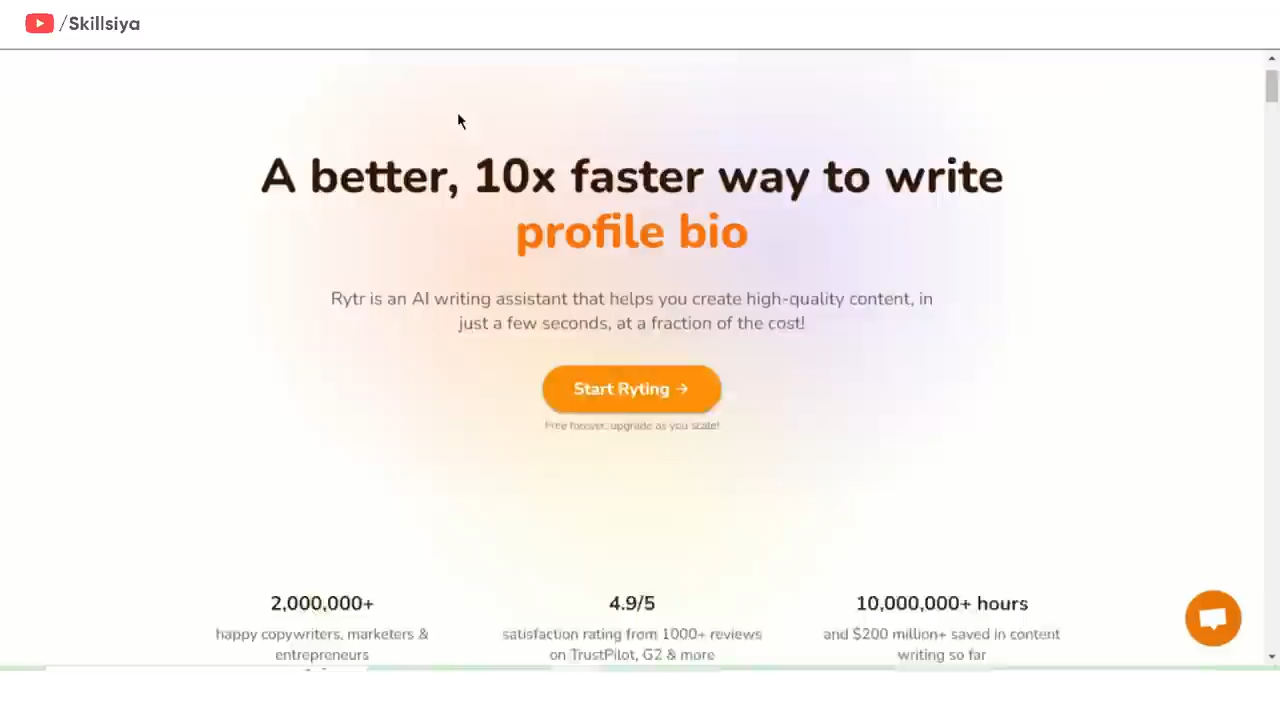 /Skillsiya
A better, 10x faster way to write
profile bio
Rytr is an AI writing assistant that helps you create high-quality content, in
just a few seconds, at a fraction of the cost!
Start Ryting →
Free forever, upgrade as you scale!
2,000,000+
happy copywriters, marketers &
entrepreneurs
4.9/5
satisfaction rating from 1000+ reviews
on TrustPilot, G2 & more
10,000,000+ hours
and $200 million+ saved in content
writing so far